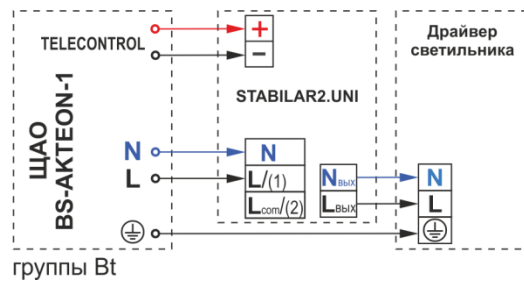 TELECONTROL
ЩАО
BS-AKTEON-1
N
L
группы Bt
+
−
STABILAR2.UNI
N
L/(1)
Lcom/(2)
Nвых
Lвых
Драйвер
светильника
N
L